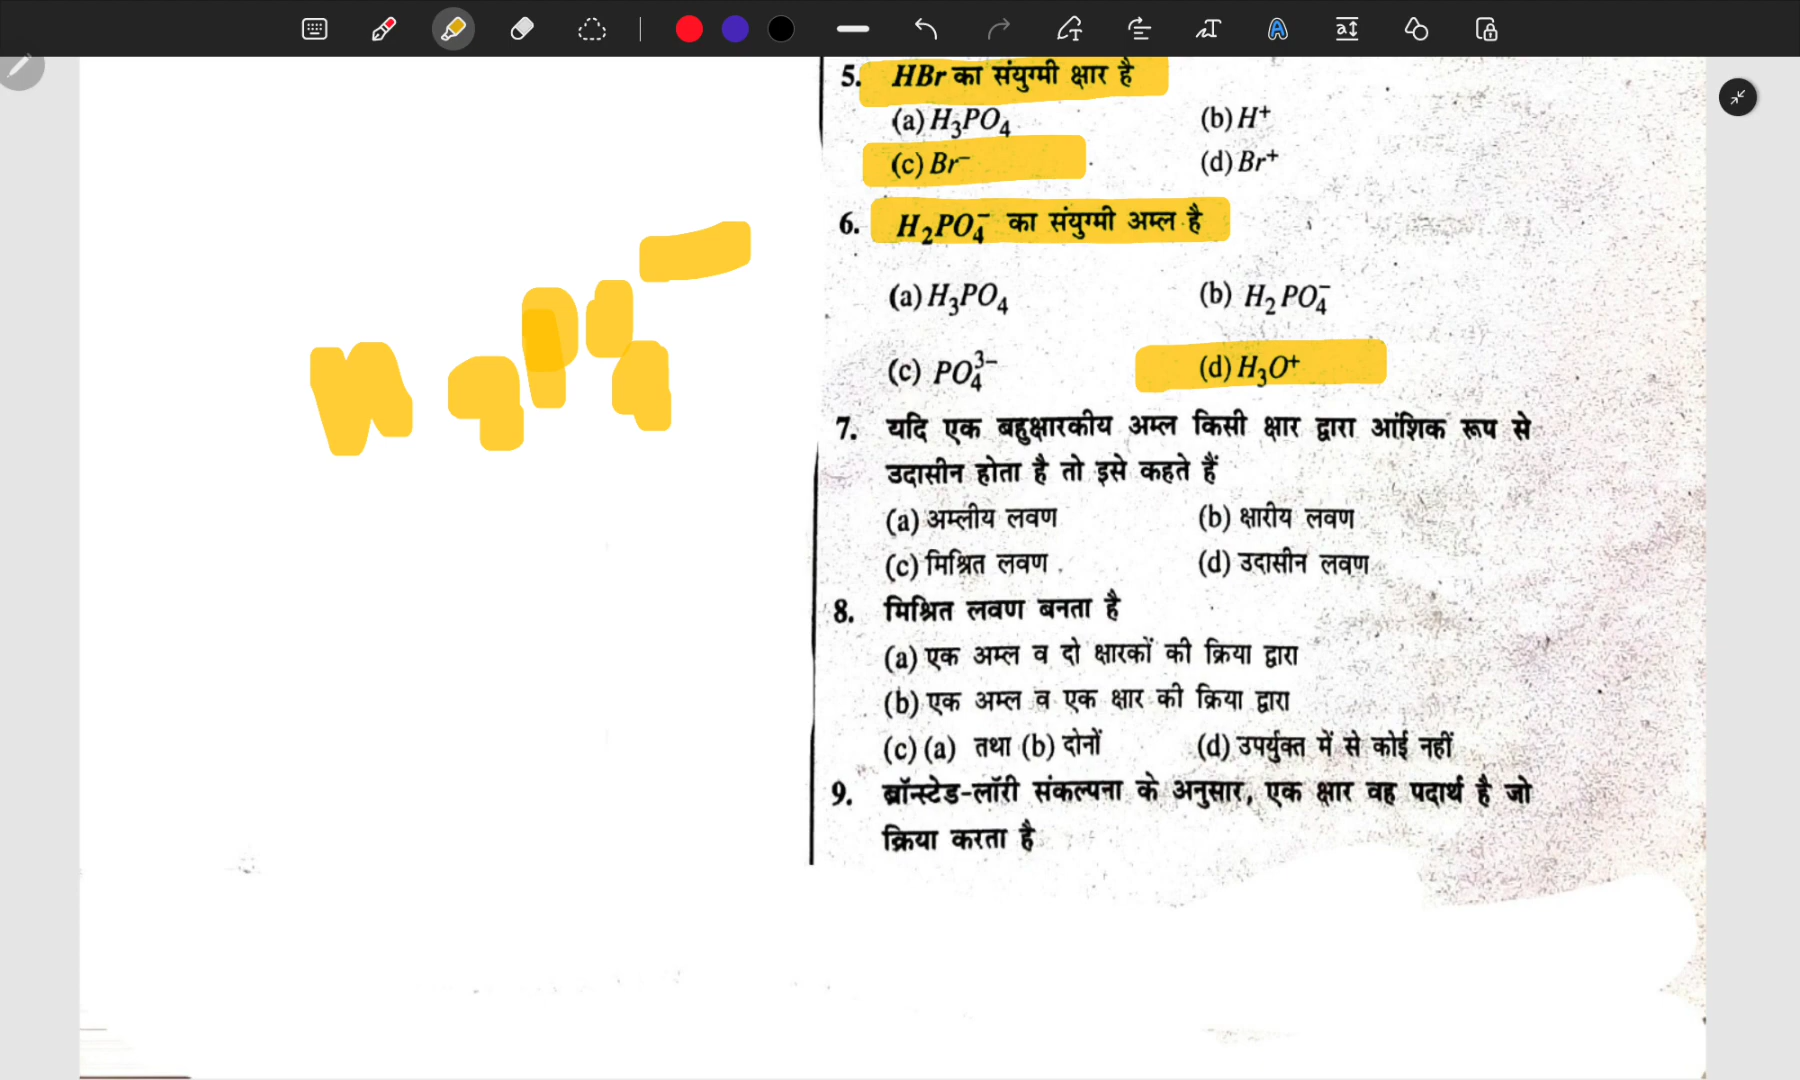 5. HBr का संयुग्मी क्षार है
(a) H₃PO₄ (b) H⁺
(c) Br⁻ (d) Br⁺
6. H₂PO₄⁻ का संयुग्मी अम्ल है
(a) H₃PO₄ (b) H₂PO₄⁻
(c) PO₄³⁻ (d) H₃O⁺
7. यदि एक बहुक्षारकीय अम्ल किसी क्षार द्वारा आंशिक रूप से
उदासीन होता है तो इसे कहते हैं
(a) अम्लीय लवण (b) क्षारीय लवण
(c) मिश्रित लवण (d) उदासीन लवण
8. मिश्रित लवण बनता है
(a) एक अम्ल व दो क्षारकों की क्रिया द्वारा
(b) एक अम्ल व एक क्षार की क्रिया द्वारा
(c) (a) तथा (b) दोनों (d) उपर्युक्त में से कोई नहीं
9. ब्रॉन्स्टेड-लॉरी संकल्पना के अनुसार, एक क्षार वह पदार्थ है जो
क्रिया करता है